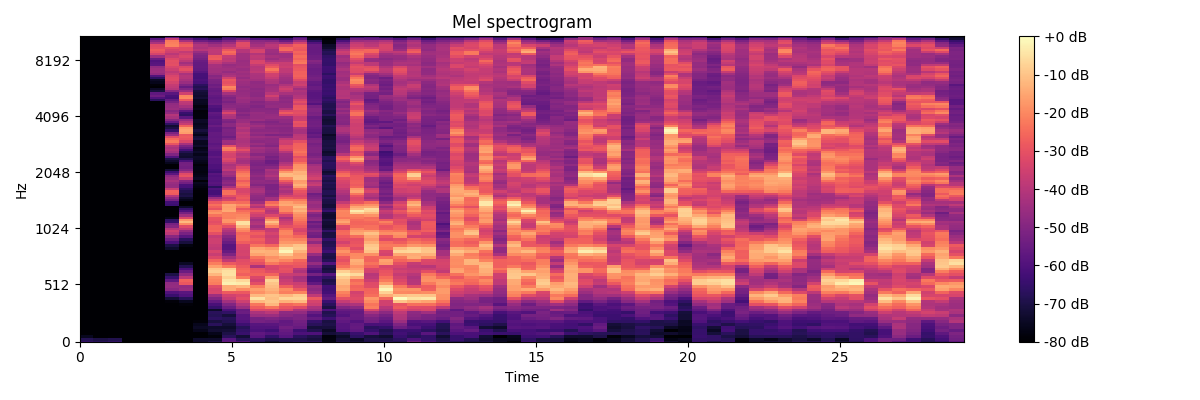 Mel spectrogram
+0 dB
8192
-10 dB
4096
-20 dB
-30 dB
2048
-40 dB
Hz
1024
-50 dB
-60 dB
512
-70 dB
0
-80 dB
0 5 10 15 20 25
Time